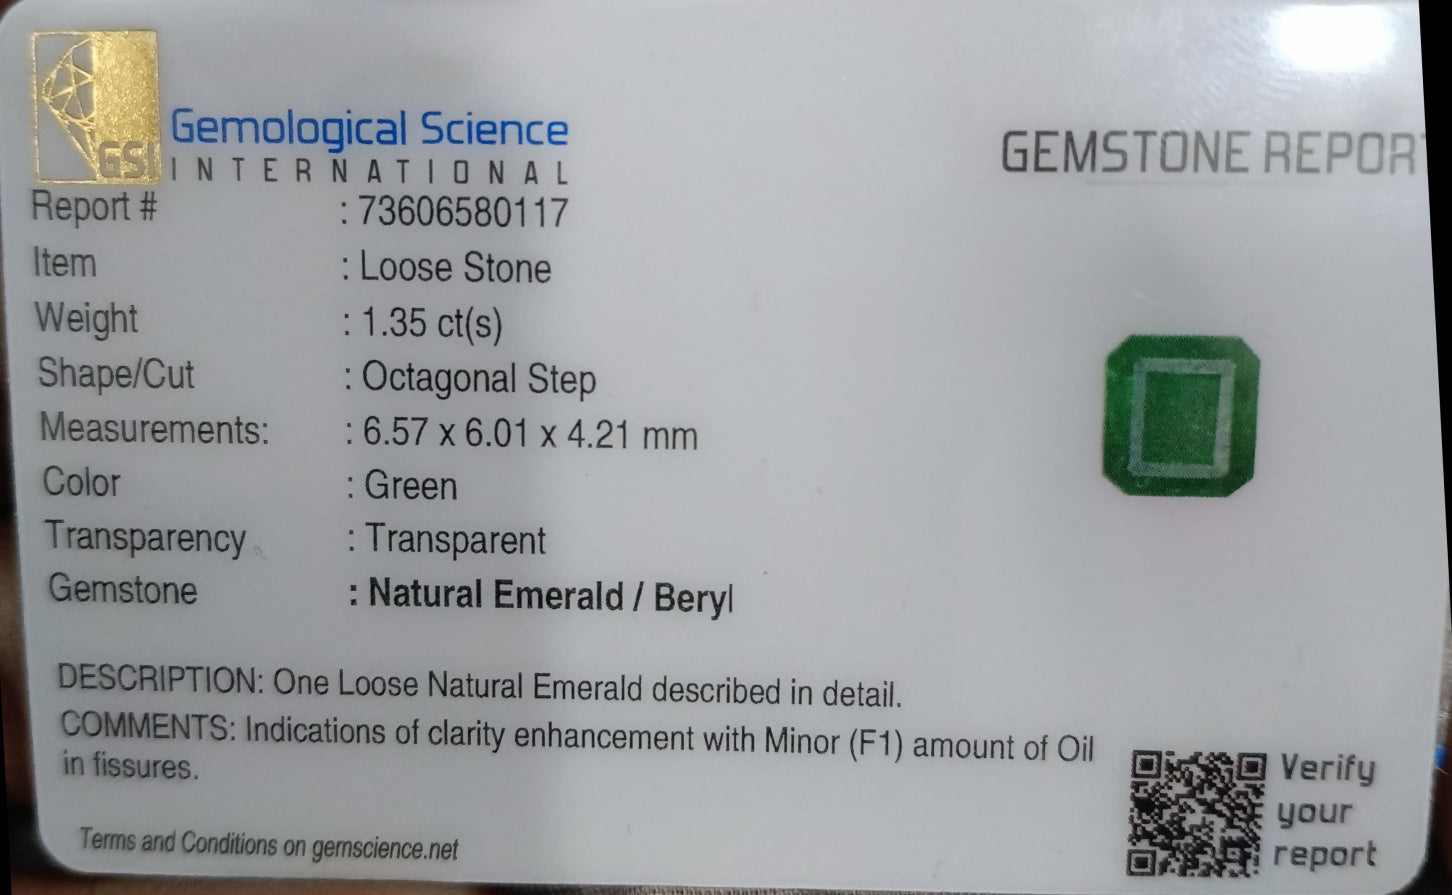 GSI
Gemological Science
INTERNATIONAL
GEMSTONE REPORT
Report # : 73606580117
Item : Loose Stone
Weight : 1.35 ct(s)
Shape/Cut : Octagonal Step
Measurements: : 6.57 x 6.01 x 4.21 mm
Color : Green
Transparency : Transparent
Gemstone : Natural Emerald / Beryl
DESCRIPTION: One Loose Natural Emerald described in detail.
COMMENTS: Indications of clarity enhancement with Minor (F1) amount of Oil
in fissures.
Terms and Conditions on gemscience.net
Verify
your
report